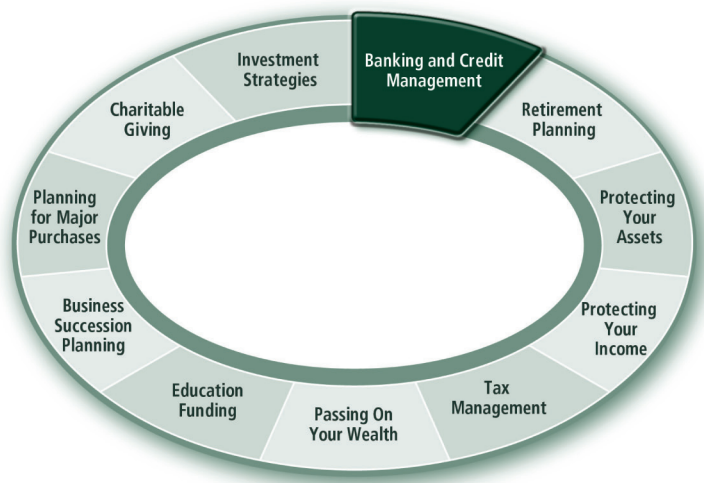 Banking and Credit
Management
Retirement
Planning
Protecting
Your
Assets
Protecting
Your
Income
Tax
Management
Passing On
Your Wealth
Education
Funding
Business
Succession
Planning
Planning
for Major
Purchases
Charitable
Giving
Investment
Strategies